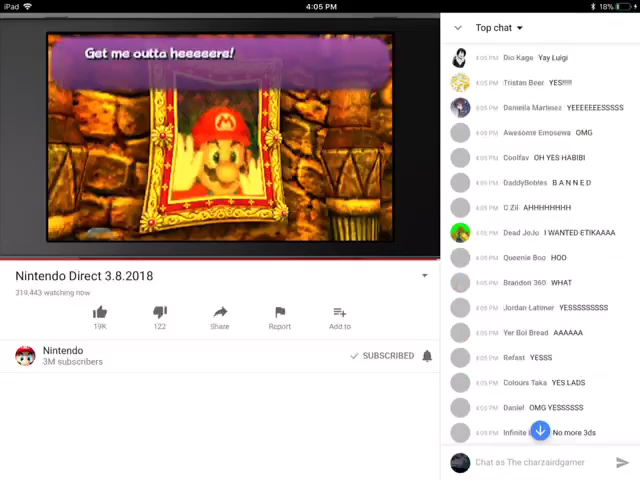 iPad
4:05 PM
18%
Get me outta heeeeere!
Nintendo Direct 3.8.2018
319,443 watching now
19K
122
Share
Report
Add to
Nintendo
3M subscribers
SUBSCRIBED
Top chat
4:05 PM Dio Kage Yay Luigi
4:05 PM Tristan Beer YES!!!!!
4:05 PM Daniella Martinez YEEEEEEESSSSS
4:05 PM Awesome Emosewa OMG
4:05 PM Coolfav OH YES HABIBI
4:05 PM DaddyBobles B A N N E D
4:05 PM C Zii AHHHHHHHH
4:05 PM Dead JoJo I WANTED ETIKAAAA
4:05 PM Queenie Boo HOO
4:05 PM Brandon 360 WHAT
4:05 PM Jordan Latimer YESSSSSSSSS
4:05 PM Yer Boi Bread AAAAAA
4:05 PM Refast YESSS
4:05 PM Colours Taka YES LADS
4:05 PM Daniel OMG YESSSSSS
4:05 PM Infinite No more 3ds
Chat as The charzairdgamer